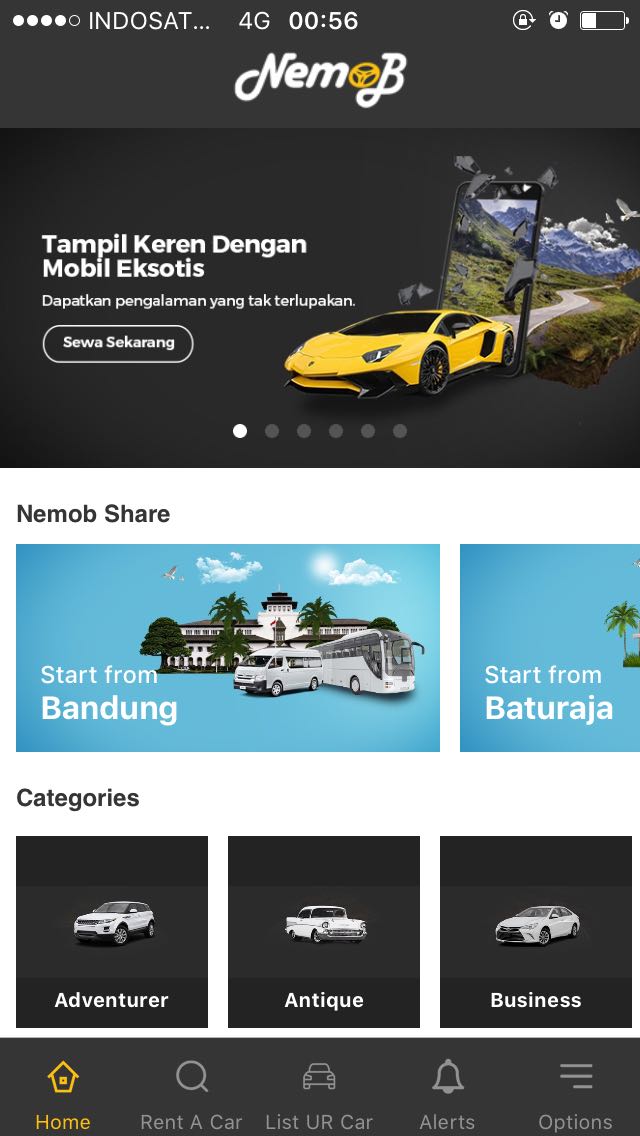 INDOSAT... 4G 00:56
NemoB
Tampil Keren Dengan
Mobil Eksotis
Dapatkan pengalaman yang tak terlupakan.
Sewa Sekarang
Nemob Share
Start from
Bandung
Start from
Baturaja
Categories
Adventurer
Antique
Business
Home
Rent A Car
List UR Car
Alerts
Options